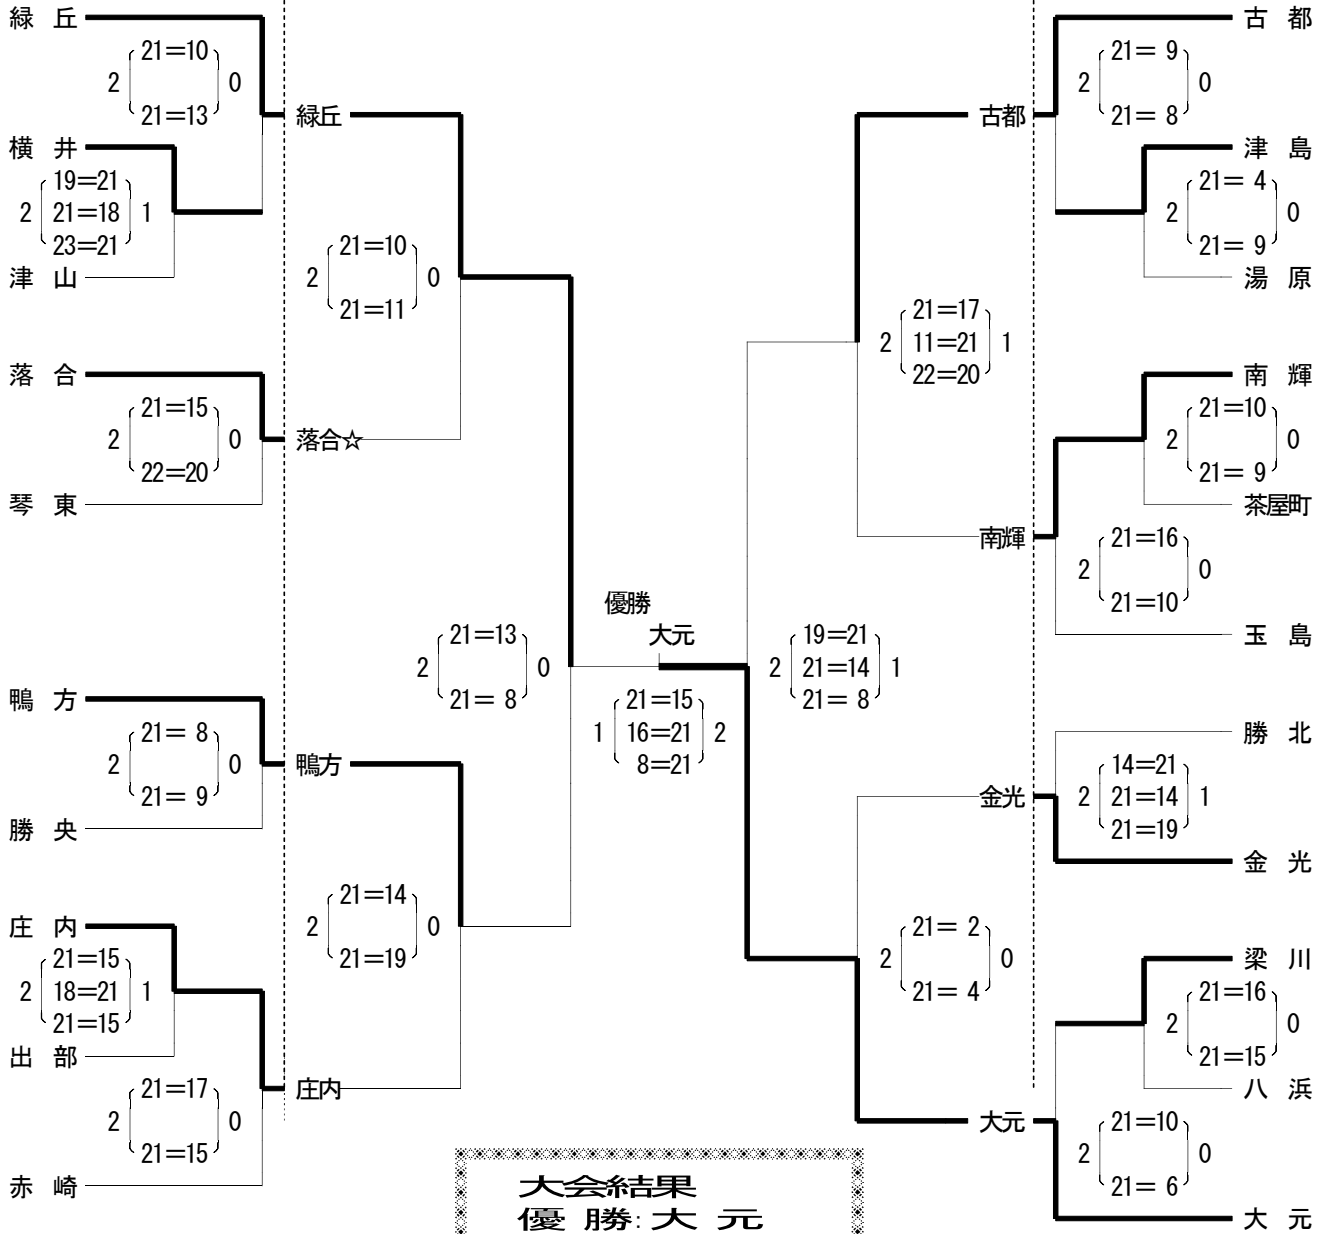 緑 丘
21=10
2 0
21=13
横 井
19=21
2 21=18 1
23=21
津 山
緑丘
21=10
2 0
21=11
落 合
21=15
2 0
22=20
琴 東
落合☆
21=13
2 0
21= 8
鴨 方
21= 8
2 0
21= 9
勝 央
鴨方
21=14
2 0
21=19
庄 内
21=15
2 18=21 1
21=15
出 部
21=17
2 0
21=15
赤 崎
庄内
優勝
大元
21=15
1 16=21 2
8=21
古 都
21= 9
2 0
21= 8
古都
津 島
21= 4
2 0
21= 9
湯 原
21=17
2 11=21 1
22=20
南 輝
21=10
2 0
21= 9
茶屋町
南輝
21=16
2 0
21=10
玉 島
19=21
2 21=14 1
21= 8
勝 北
14=21
2 21=14 1
21=19
金光
金 光
21= 2
2 0
21= 4
梁 川
21=16
2 0
21=15
八 浜
大元
21=10
2 0
21= 6
大 元
大会結果
優 勝:大 元